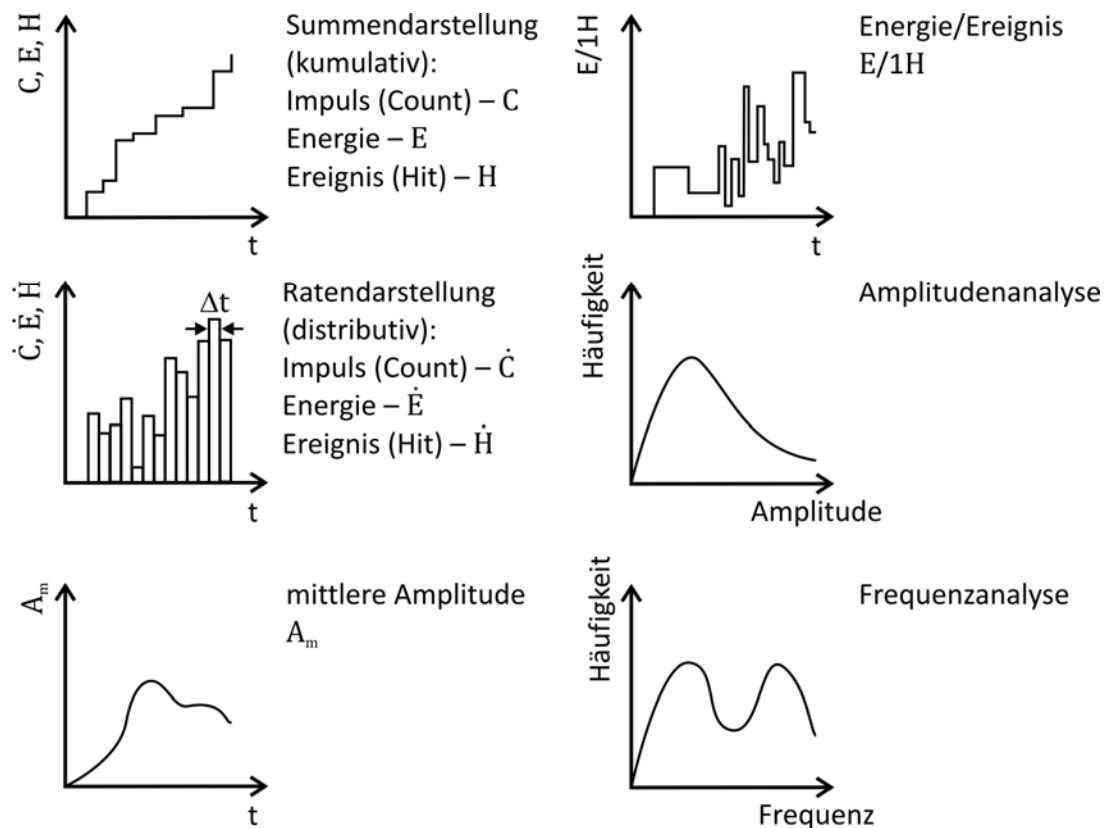 C, E, H
t
Summendarstellung
(kumulativ):
Impuls (Count) – C
Energie – E
Ereignis (Hit) – H
E/1H
t
Energie/Ereignis
E/1H
Ċ, Ė, Ḣ
Δt
t
Ratendarstellung
(distributiv):
Impuls (Count) – Ċ
Energie – Ė
Ereignis (Hit) – Ḣ
Häufigkeit
Amplitude
Amplitudenanalyse
Aₘ
t
mittlere Amplitude
Aₘ
Häufigkeit
Frequenz
Frequenzanalyse